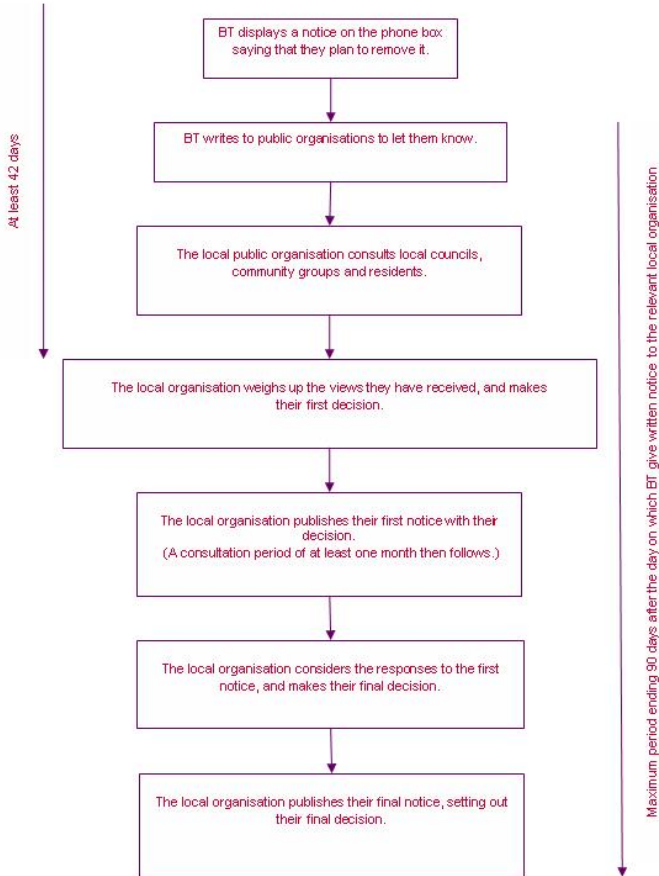 BT displays a notice on the phone box
saying that they plan to remove it.
At least 42 days
BT writes to public organisations to let them know.
The local public organisation consults local councils,
community groups and residents.
The local organisation weighs up the views they have received, and makes
their first decision.
The local organisation publishes their first notice with their
decision.
(A consultation period of at least one month then follows.)
The local organisation considers the responses to the first
notice, and makes their final decision.
The local organisation publishes their final notice, setting out
their final decision.
Maximum period ending 90 days after the day on which BT give written notice to the relevant local organisation